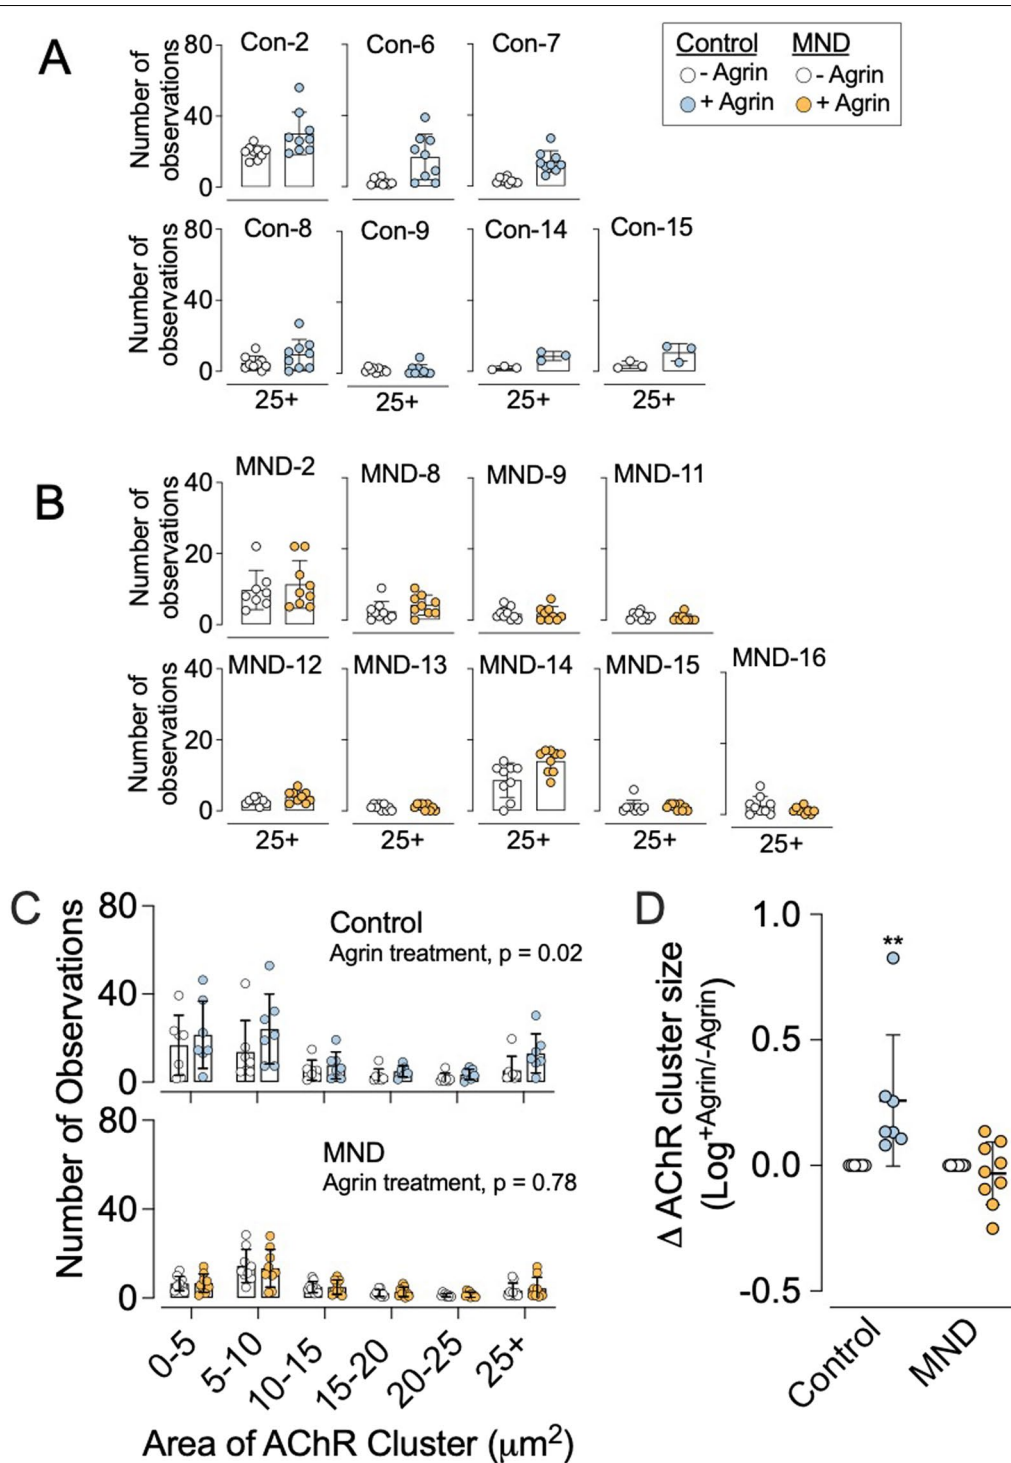 A
Con-2
Con-6
Con-7
Control
MND
- Agrin
- Agrin
+ Agrin
+ Agrin
Number of
observations
80
40
0
Con-8
Con-9
Con-14
Con-15
Number of
observations
80
40
0
25+
25+
25+
25+
B
MND-2
MND-8
MND-9
MND-11
Number of
observations
40
20
0
MND-12
MND-13
MND-14
MND-15
MND-16
Number of
observations
40
20
0
25+
25+
25+
25+
25+
C
Number of Observations
80
40
0
Control
Agrin treatment, p = 0.02
80
40
0
MND
Agrin treatment, p = 0.78
0-5
5-10
10-15
15-20
20-25
25+
Area of AChR Cluster (μm²)
D
Δ AChR cluster size
(Log⁺ᴬᵍʳⁱⁿ/⁻ᴬᵍʳⁱⁿ)
1.0
0.5
0.0
-0.5
**
Control
MND